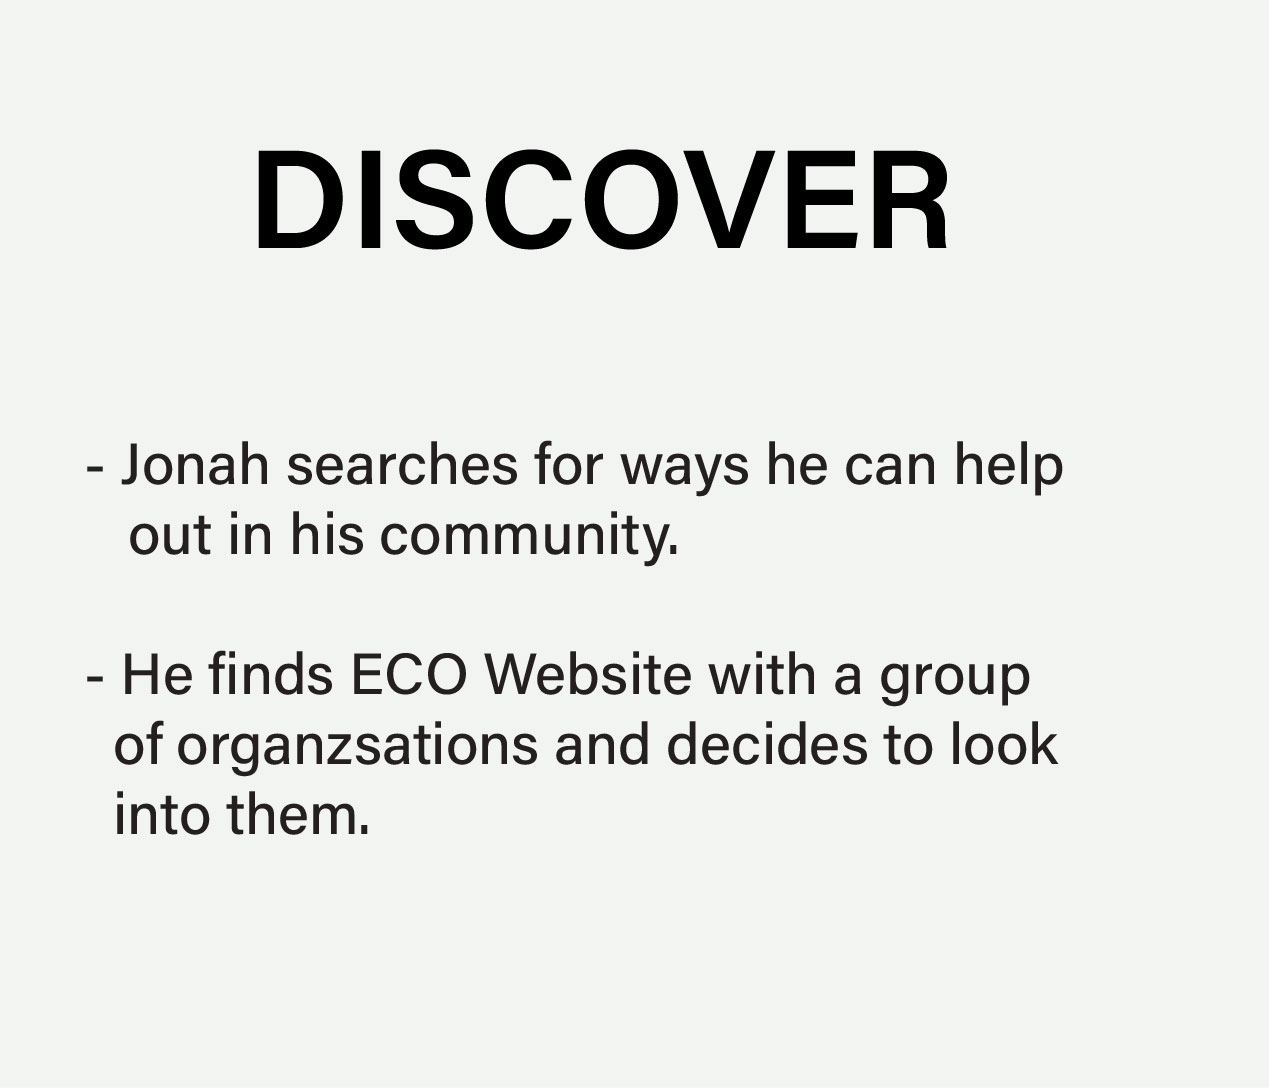 DISCOVER
- Jonah searches for ways he can help
out in his community.
- He finds ECO Website with a group
of organzsations and decides to look
into them.